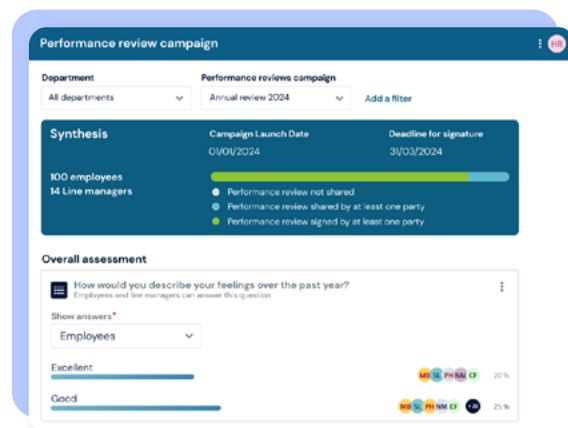 Performance review campaign
HR
Department
Performance reviews campaign
All departments
Annual review 2024
Add a filter
Synthesis
Campaign Launch Date
Deadline for signature
01/01/2024
31/03/2024
100 employees
14 Line managers
Performance review not shared
Performance review shared by at least one party
Performance review signed by at least one party
Overall assessment
How would you describe your feelings over the past year?
Employees and line managers can answer this question
Show answers*
Employees
Excellent
MB SL PH NM CF
20 %
Good
MB SL PH NM CF
25 %